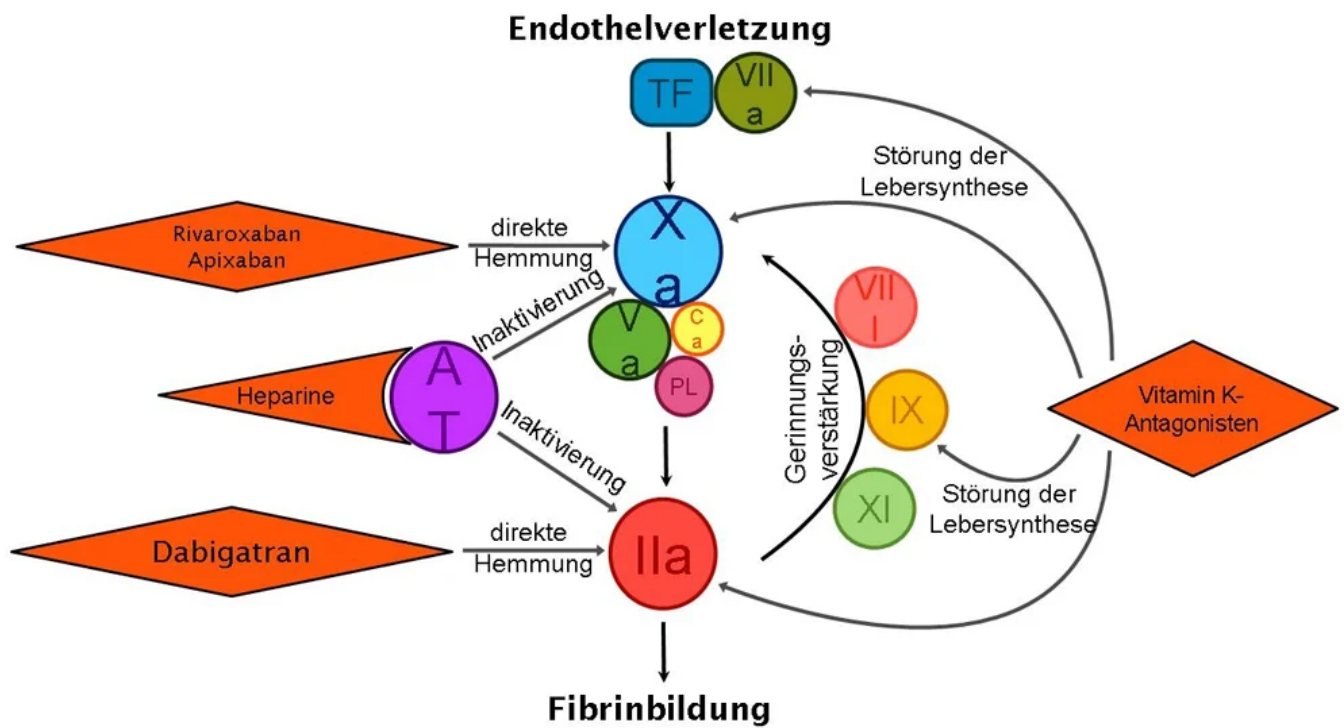 Endothelverletzung
TF
VII
a
Störung der
Lebersynthese
X
a
Rivaroxaban
Apixaban
direkte
Hemmung
Inaktivierung
V
a
C
a
PL
VII
I
Gerinnungs-
verstärkung
IX
XI
Heparine
A
T
Inaktivierung
Vitamin K-
Antagonisten
Störung der
Lebersynthese
Dabigatran
direkte
Hemmung
IIa
Fibrinbildung